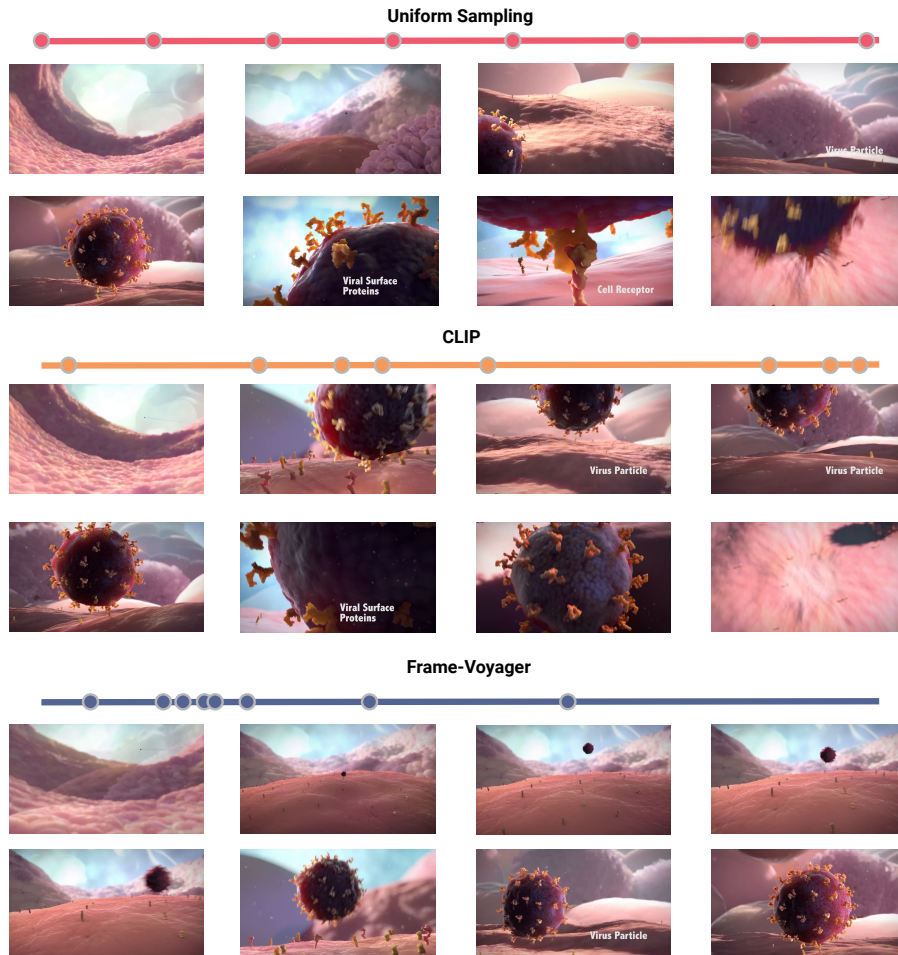 Uniform Sampling
Virus Particle
Viral Surface
Proteins
Cell Receptor
CLIP
Virus Particle
Virus Particle
Viral Surface
Proteins
Frame-Voyager
Virus Particle